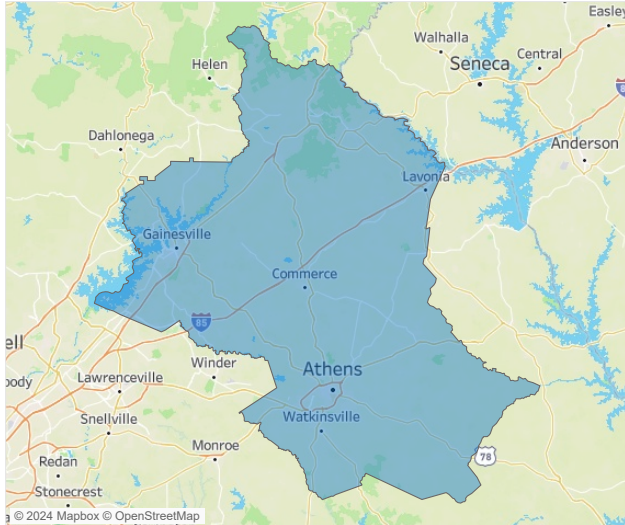 Easley
Walhalla
Central
Helen
Seneca
8
Dahlonega
Anderson
Lavonia
Gainesville
Commerce
85
ell
Winder
Athens
oody
Lawrenceville
Watkinsville
Snellville
Monroe
78
Redan
Stonecrest
a © 2024 Mapbox © OpenStreetMap